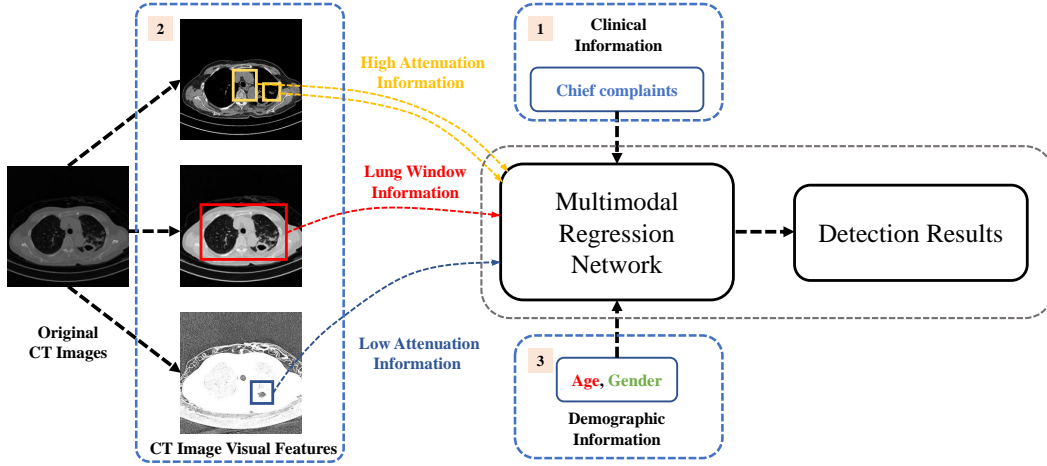 2
High Attenuation
Information
Lung Window
Information
Low Attenuation
Information
Original
CT Images
CT Image Visual Features
1
Clinical
Information
Chief complaints
Multimodal
Regression
Network
Detection Results
3
Age, Gender
Demographic
Information